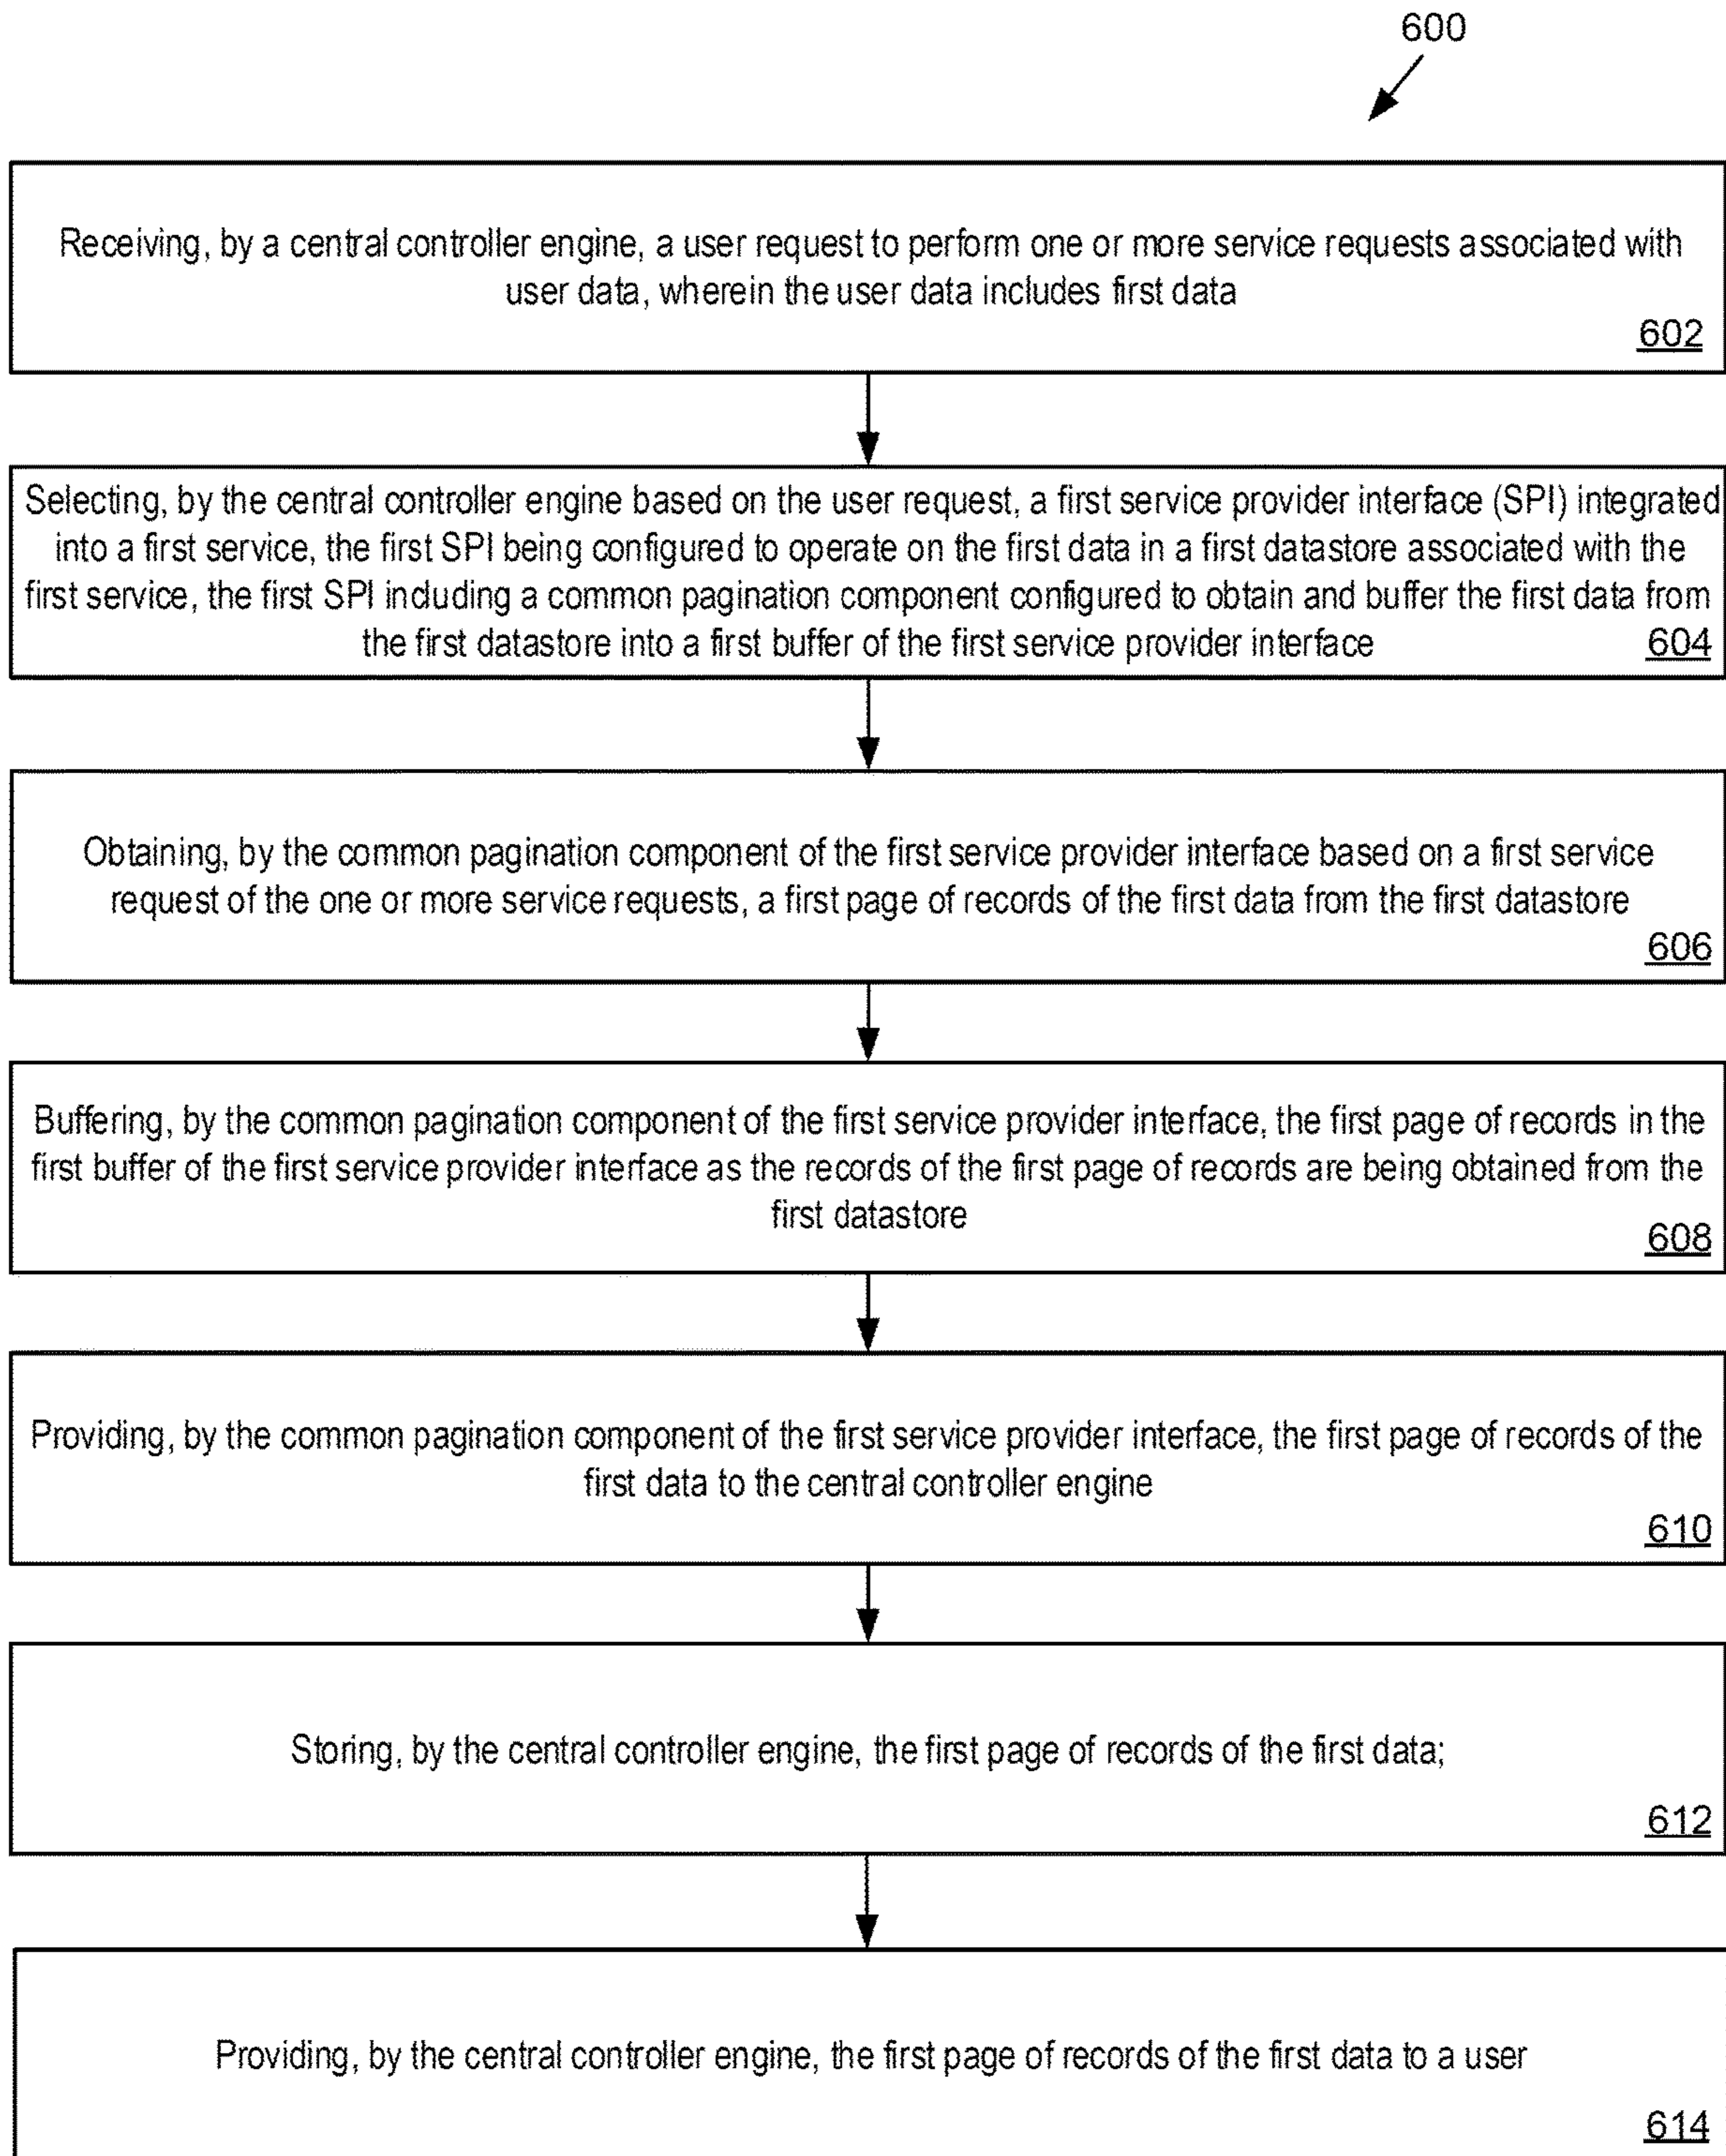 600
Receiving, by a central controller engine, a user request to perform one or more service requests associated with
user data, wherein the user data includes first data
602
Selecting, by the central controller engine based on the user request, a first service provider interface (SPI) integrated
into a first service, the first SPI being configured to operate on the first data in a first datastore associated with the
first service, the first SPI including a common pagination component configured to obtain and buffer the first data from
the first datastore into a first buffer of the first service provider interface
604
Obtaining, by the common pagination component of the first service provider interface based on a first service
request of the one or more service requests, a first page of records of the first data from the first datastore
606
Buffering, by the common pagination component of the first service provider interface, the first page of records in the
first buffer of the first service provider interface as the records of the first page of records are being obtained from the
first datastore
608
Providing, by the common pagination component of the first service provider interface, the first page of records of the
first data to the central controller engine
610
Storing, by the central controller engine, the first page of records of the first data;
612
Providing, by the central controller engine, the first page of records of the first data to a user
614